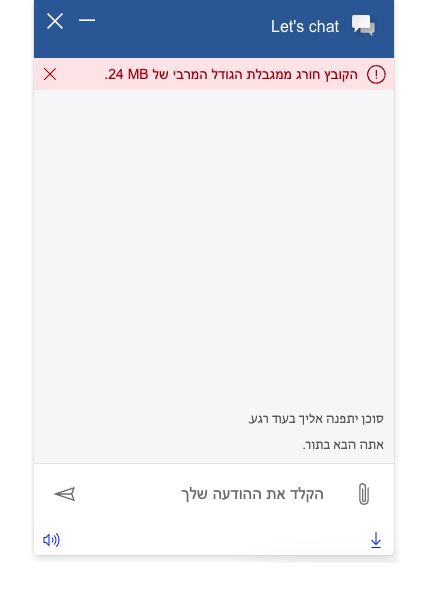 Let's chat
הקובץ חורג ממגבלת הגודל המרבי של 24 MB.
סוכן יתפנה אליך בעוד רגע.
אתה הבא בתור.
הקלד את ההודעה שלך